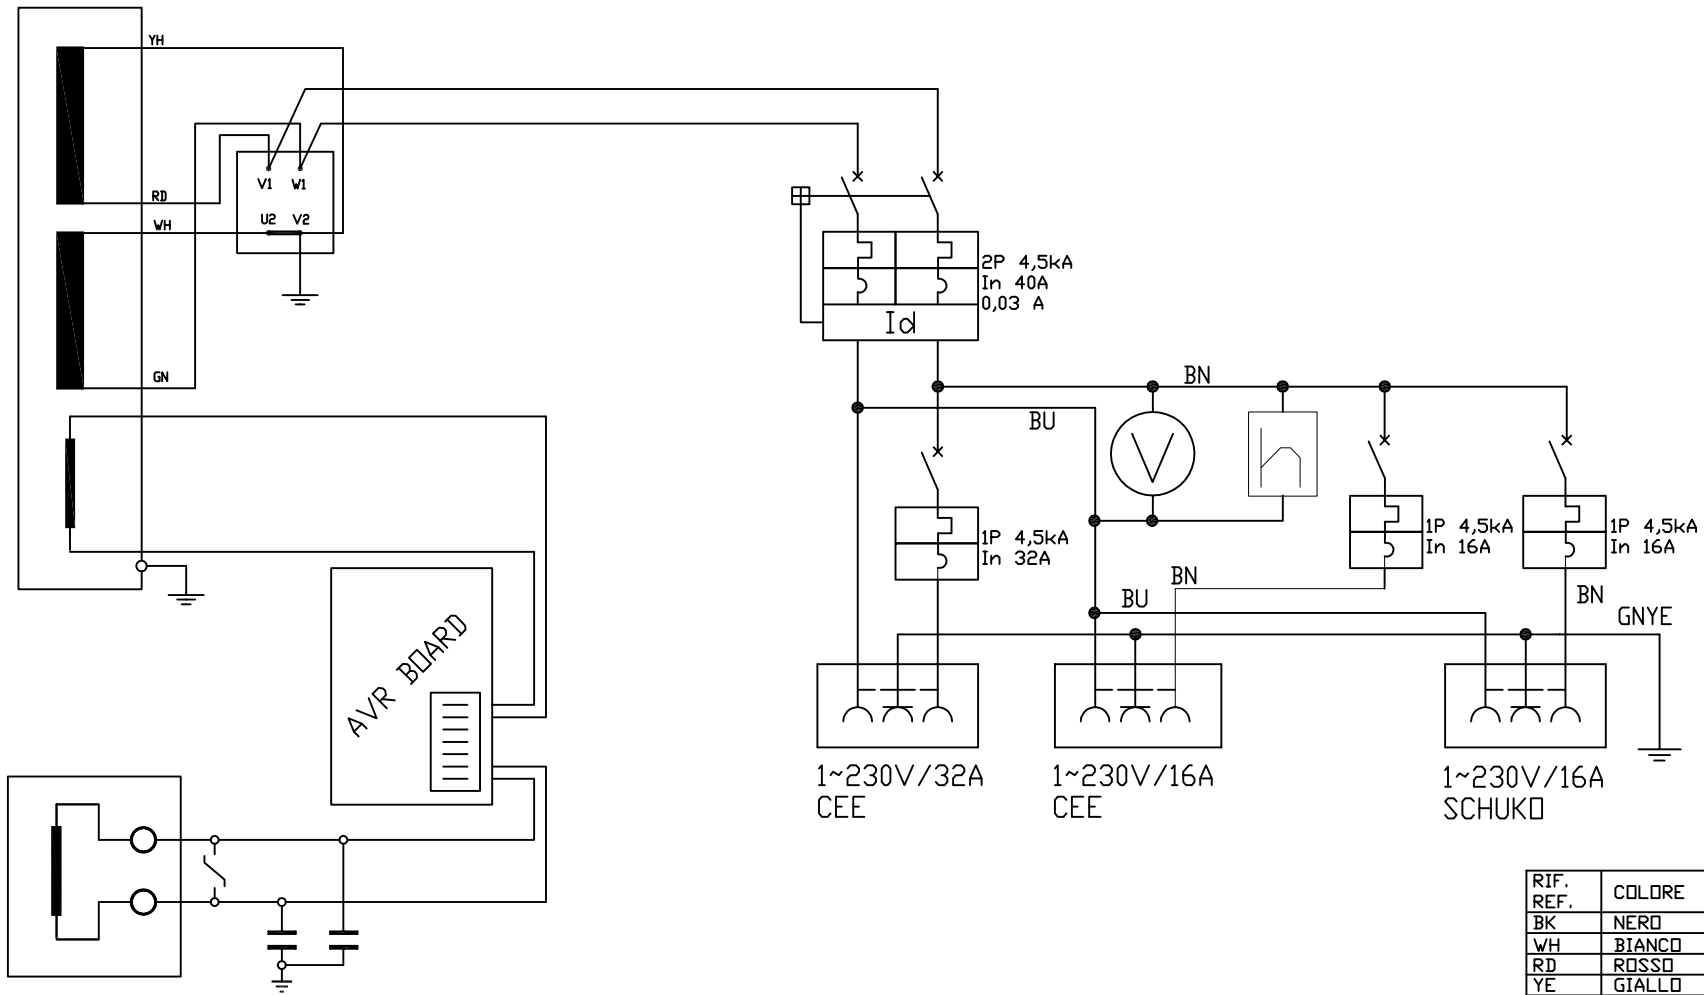 YH
RD
WH
GN
V1 W1
U2 V2
2P 4,5kA
In 40A
0,03 A
Id
BN
BU
V
h
1P 4,5kA
In 32A
1P 4,5kA
In 16A
1P 4,5kA
In 16A
BN
BU
BN
GNYE
AVR BOARD
1~230V/32A
CEE
1~230V/16A
CEE
1~230V/16A
SCHUKO
RIF.
REF.
COLORE
BK NERO
WH BIANCO
RD ROSSO
YE GIALLO